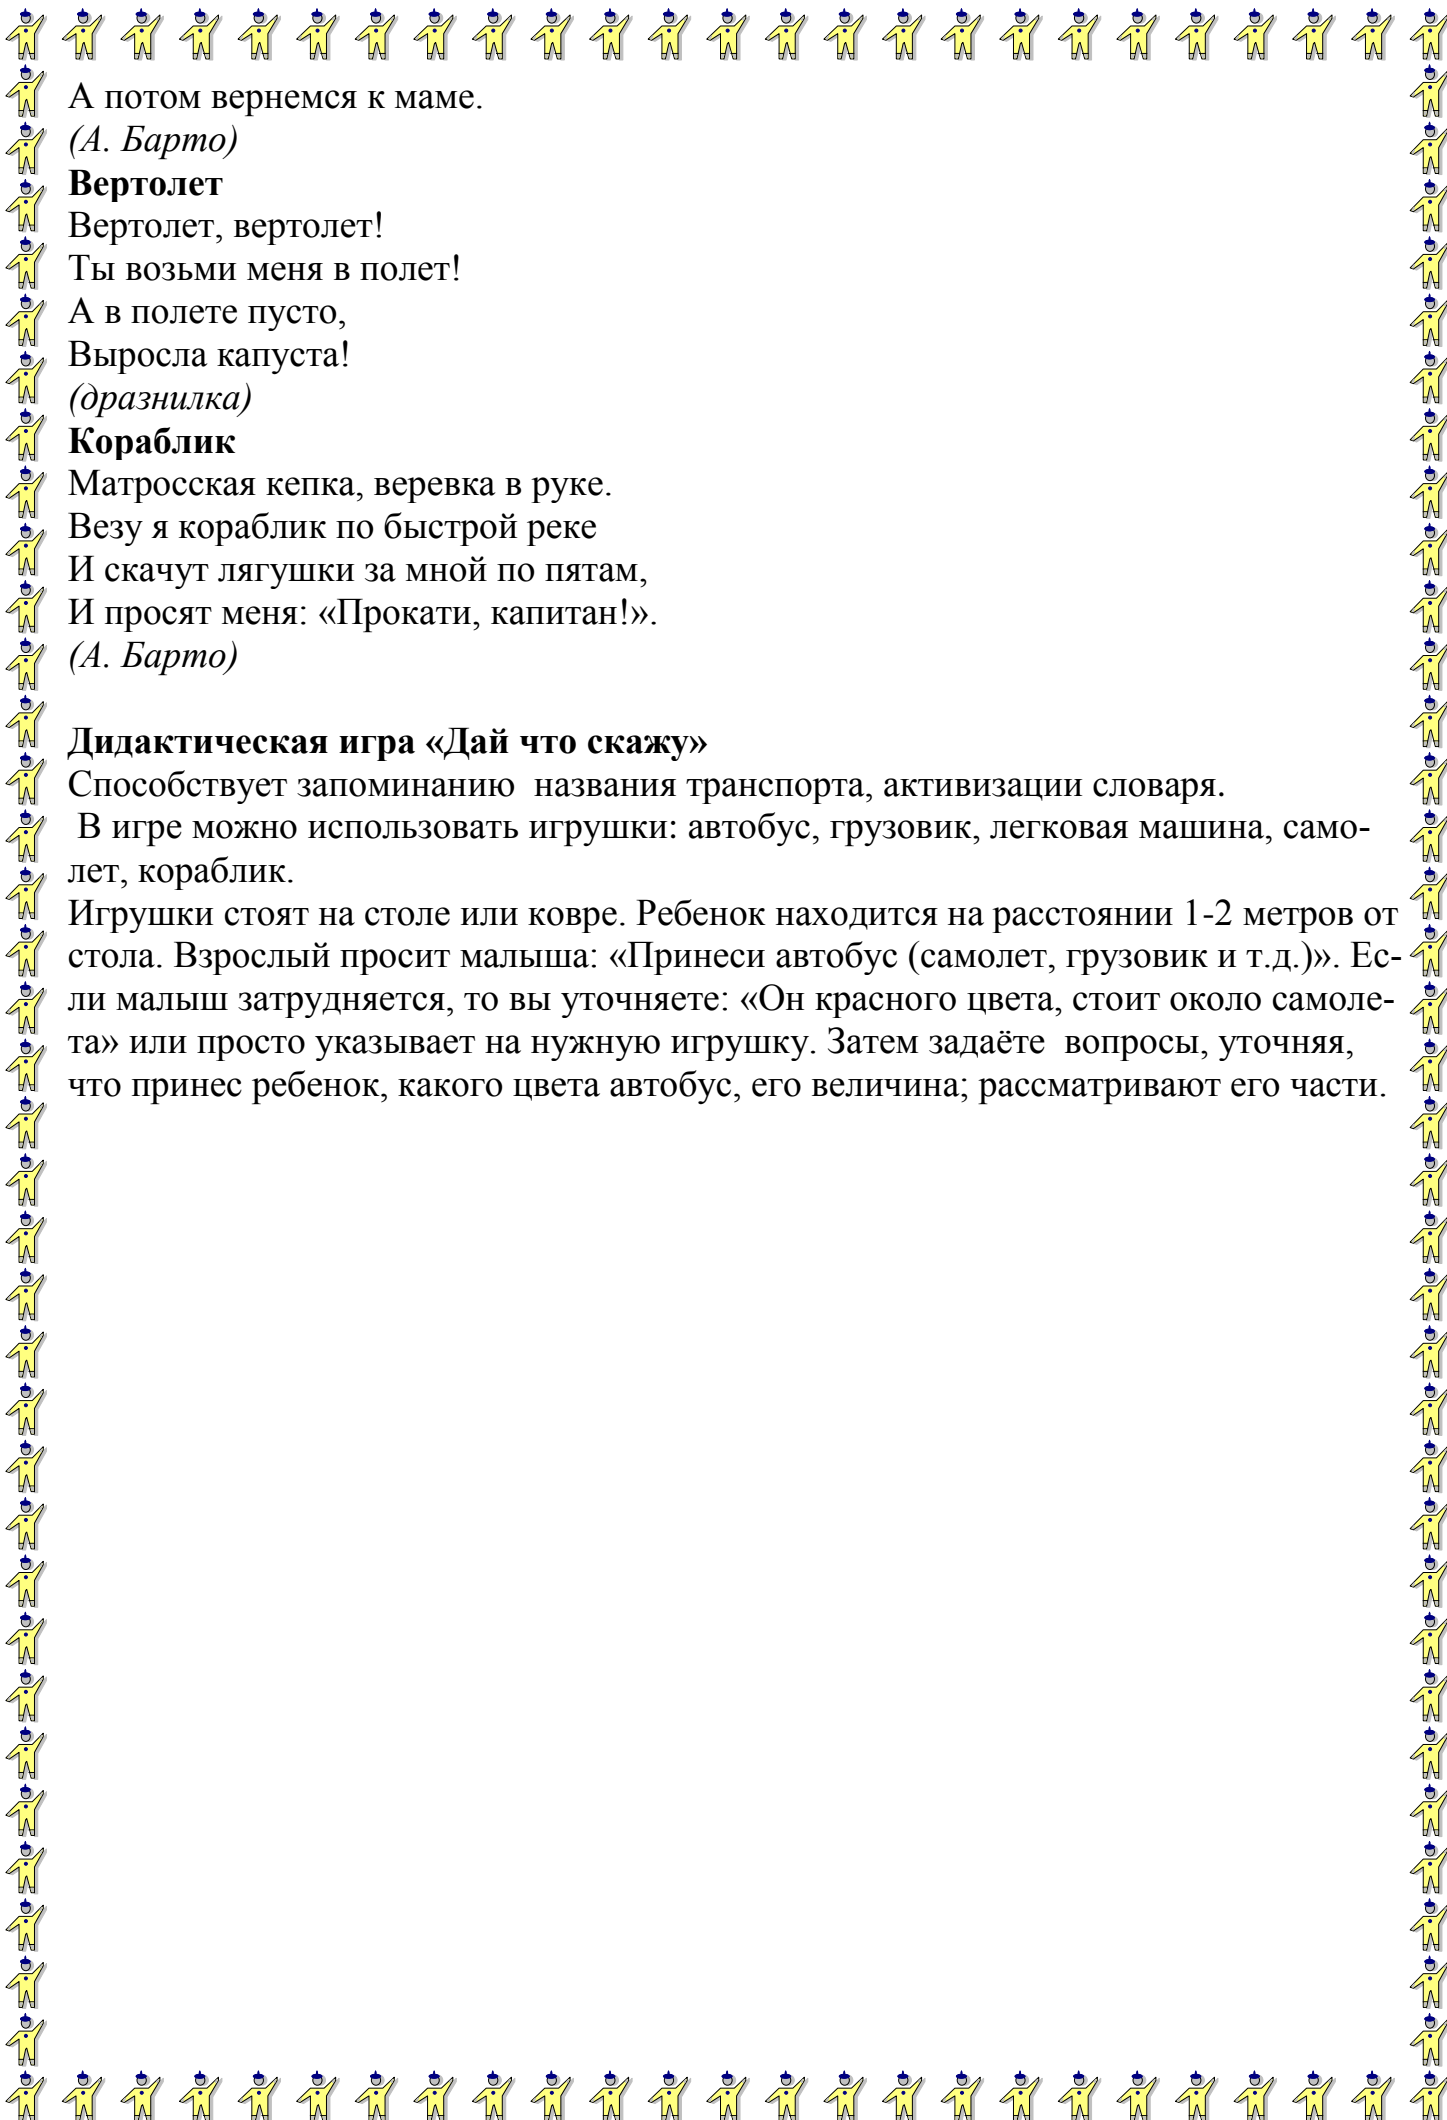 А потом вернемся к маме.
(А. Барто)
Вертолет
Вертолет, вертолет!
Ты возьми меня в полет!
А в полете пусто,
Выросла капуста!
(дразнилка)
Кораблик
Матросская кепка, веревка в руке.
Везу я кораблик по быстрой реке
И скачут лягушки за мной по пятам,
И просят меня: «Прокати, капитан!».
(А. Барто)
Дидактическая игра «Дай что скажу»
Способствует запоминанию  названия транспорта, активизации словаря.
В игре можно использовать игрушки: автобус, грузовик, легковая машина, само-
лет, кораблик.
Игрушки стоят на столе или ковре. Ребенок находится на расстоянии 1-2 метров от
стола. Взрослый просит малыша: «Принеси автобус (самолет, грузовик и т.д.)». Ес-
ли малыш затрудняется, то вы уточняете: «Он красного цвета, стоит около самоле-
та» или просто указывает на нужную игрушку. Затем задаёте  вопросы, уточняя,
что принес ребенок, какого цвета автобус, его величина; рассматривают его части.